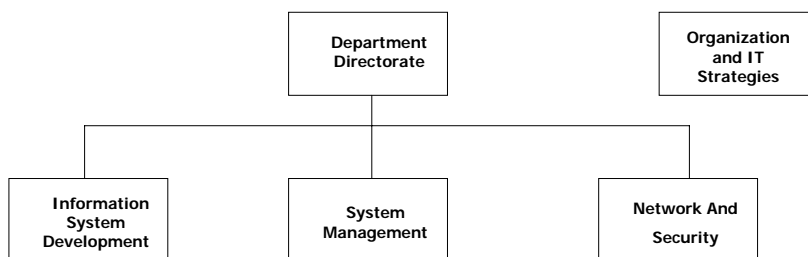 Department
Directorate
Organization
and IT
Strategies
Information
System
Development
System
Management
Network And
Security